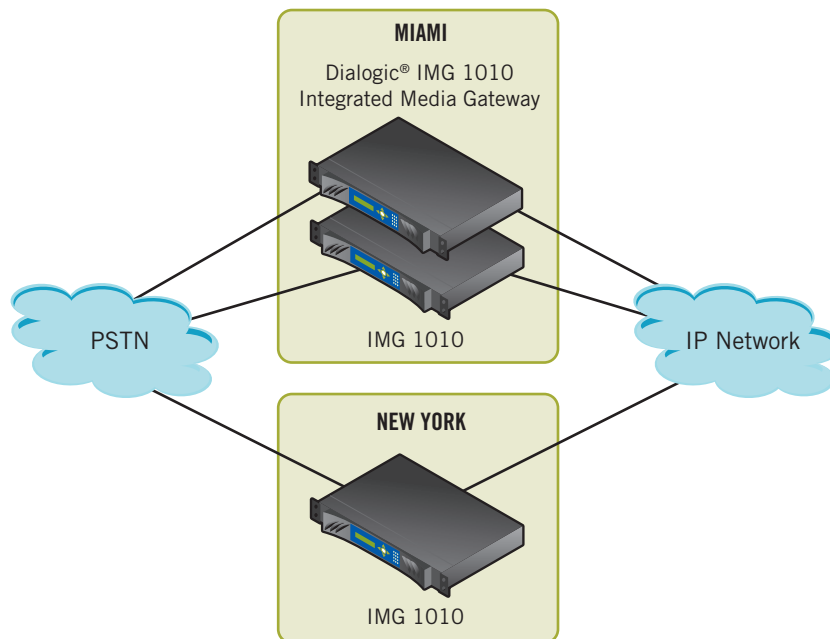 MIAMI
Dialogic® IMG 1010
Integrated Media Gateway
PSTN
IP Network
IMG 1010
NEW YORK
IMG 1010